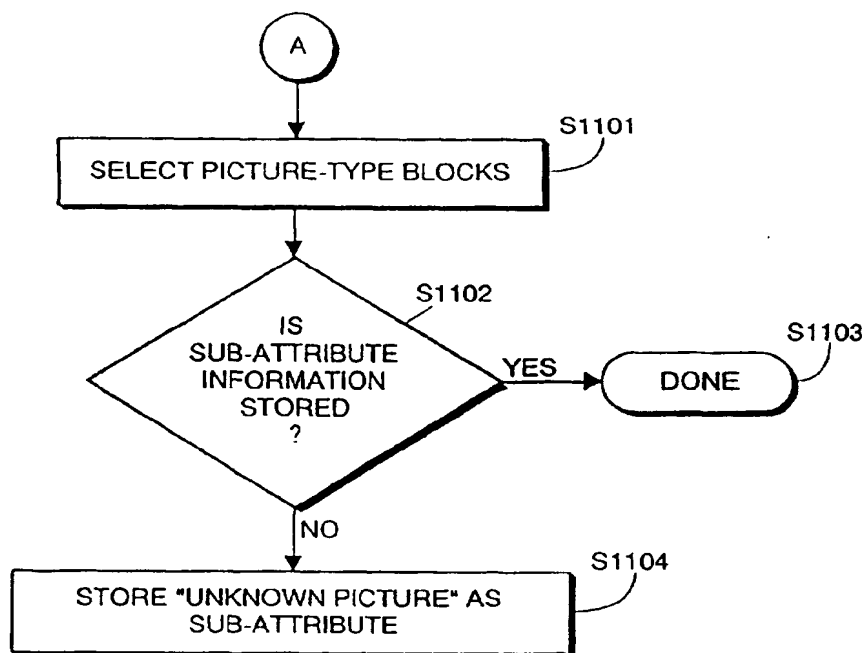 A
S1101
SELECT PICTURE-TYPE BLOCKS
S1102
IS
SUB-ATTRIBUTE
INFORMATION
STORED
?
YES
S1103
DONE
NO
S1104
STORE "UNKNOWN PICTURE" AS
SUB-ATTRIBUTE